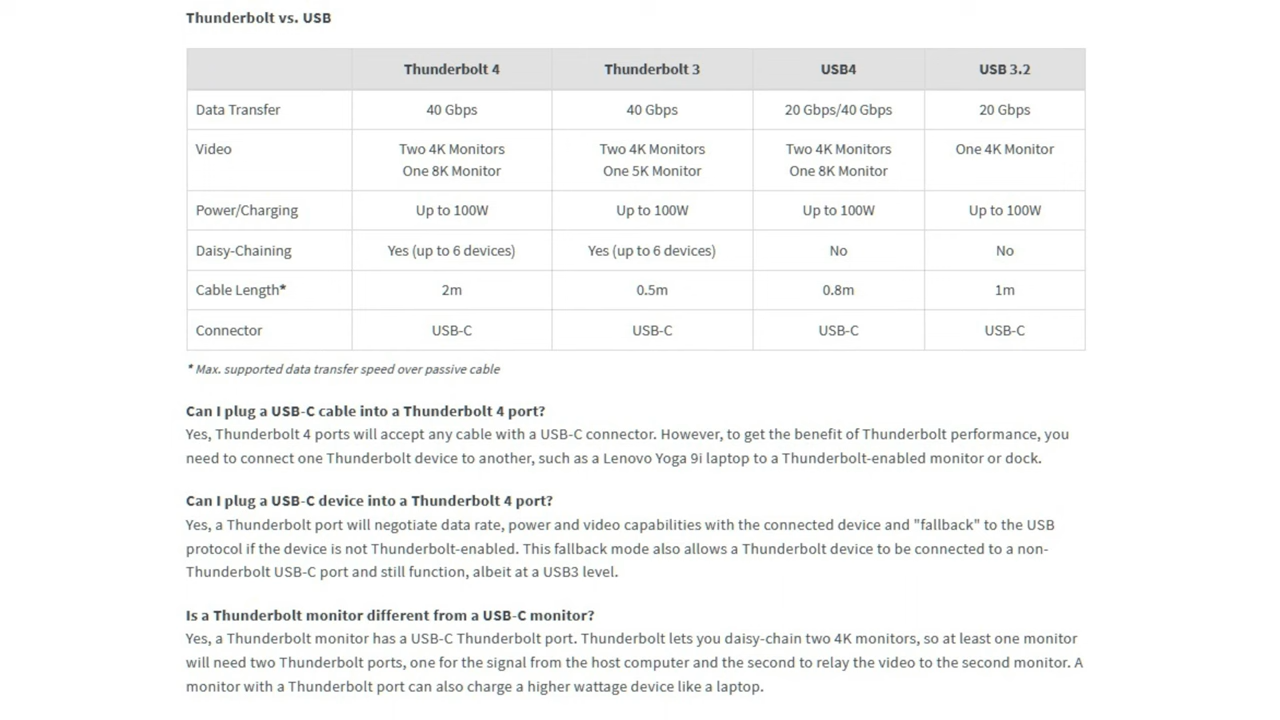 Thunderbolt vs. USB
Thunderbolt 4 Thunderbolt 3 USB4 USB 3.2
Data Transfer 40 Gbps 40 Gbps 20 Gbps/40 Gbps 20 Gbps
Video Two 4K Monitors Two 4K Monitors Two 4K Monitors One 4K Monitor
One 8K Monitor One 5K Monitor One 8K Monitor
Power/Charging Up to 100W Up to 100W Up to 100W Up to 100W
Daisy-Chaining Yes (up to 6 devices) Yes (up to 6 devices) No No
Cable Length* 2m 0.5m 0.8m 1m
Connector USB-C USB-C USB-C USB-C
* Max. supported data transfer speed over passive cable
Can I plug a USB-C cable into a Thunderbolt 4 port?
Yes, Thunderbolt 4 ports will accept any cable with a USB-C connector. However, to get the benefit of Thunderbolt performance, you
need to connect one Thunderbolt device to another, such as a Lenovo Yoga 9i laptop to a Thunderbolt-enabled monitor or dock.
Can I plug a USB-C device into a Thunderbolt 4 port?
Yes, a Thunderbolt port will negotiate data rate, power and video capabilities with the connected device and "fallback" to the USB
protocol if the device is not Thunderbolt-enabled. This fallback mode also allows a Thunderbolt device to be connected to a non-
Thunderbolt USB-C port and still function, albeit at a USB3 level.
Is a Thunderbolt monitor different from a USB-C monitor?
Yes, a Thunderbolt monitor has a USB-C Thunderbolt port. Thunderbolt lets you daisy-chain two 4K monitors, so at least one monitor
will need two Thunderbolt ports, one for the signal from the host computer and the second to relay the video to the second monitor. A
monitor with a Thunderbolt port can also charge a higher wattage device like a laptop.